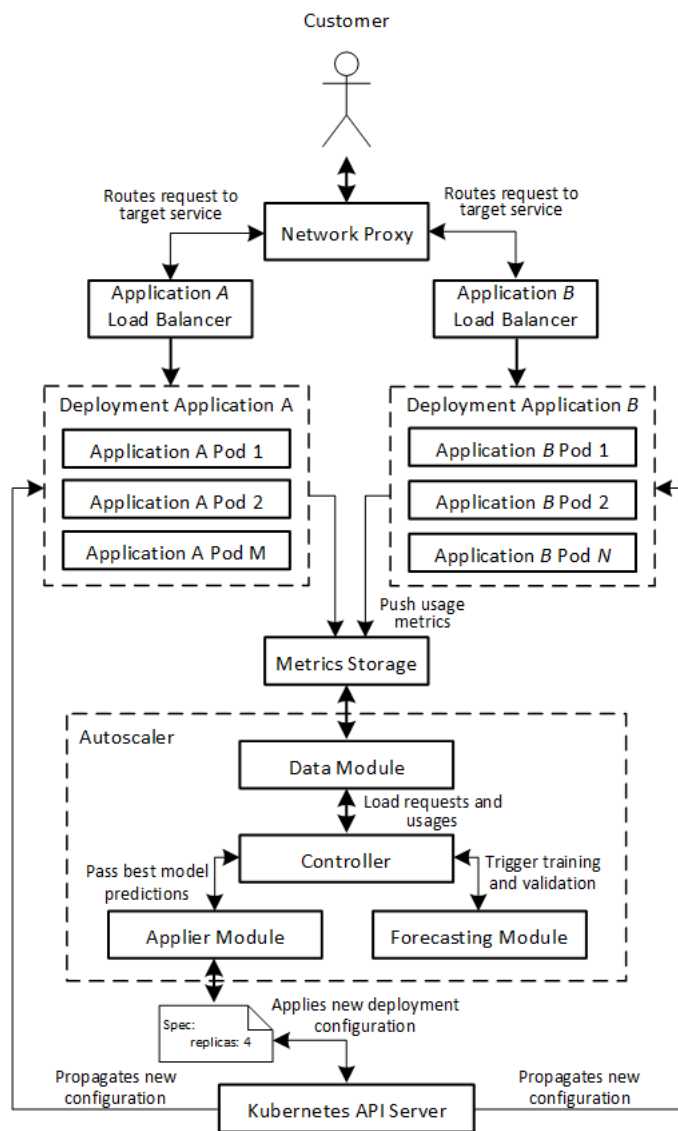 Customer
Routes request to
target service
Routes request to
target service
Network Proxy
Application A
Load Balancer
Application B
Load Balancer
Deployment Application A
Application A Pod 1
Application A Pod 2
Application A Pod M
Deployment Application B
Application B Pod 1
Application B Pod 2
Application B Pod N
Push usage
metrics
Metrics Storage
Autoscaler
Data Module
Load requests and
usages
Controller
Pass best model
predictions
Trigger training
and validation
Applier Module
Forecasting Module
Applies new deployment
configuration
Spec:
replicas: 4
Propagates new
configuration
Propagates new
configuration
Kubernetes API Server